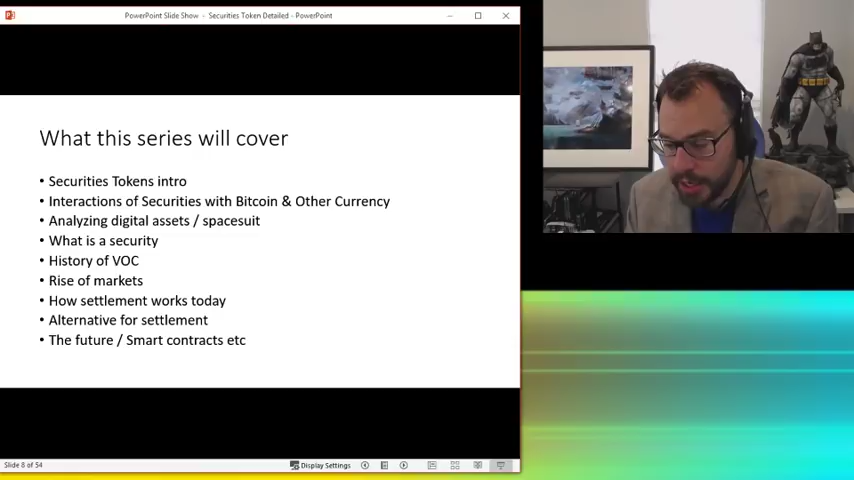 PowerPoint Slide Show - Securities Token Detailed - PowerPoint
What this series will cover
• Securities Tokens intro
• Interactions of Securities with Bitcoin & Other Currency
• Analyzing digital assets / spacesuit
• What is a security
• History of VOC
• Rise of markets
• How settlement works today
• Alternative for settlement
• The future / Smart contracts etc
Slide 8 of 54
Display Settings